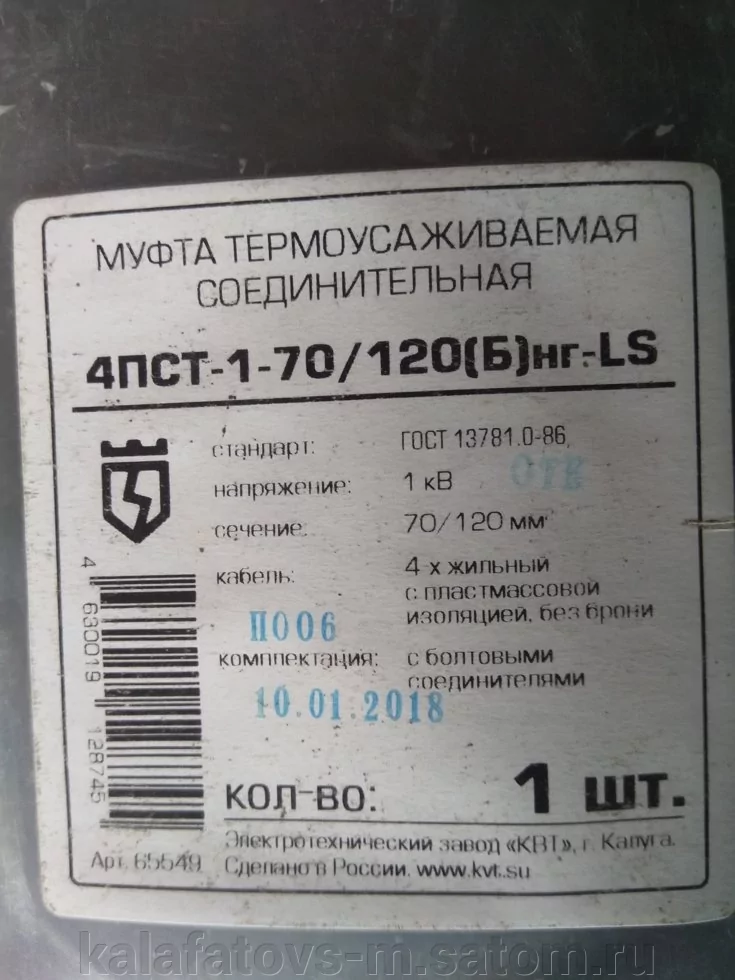 МУФТА ТЕРМОУСАЖИВАЕМАЯ
СОЕДИНИТЕЛЬНАЯ
4ПСТ-1-70/120(Б)нг-LS
стандарт: ГОСТ 13781.0-86,
напряжение: 1 кВ ОТК
сечение: 70/120 мм²
кабель: 4 х жильный
с пластмассовой
изоляцией, без брони
П006
комплектация: с болтовыми
соединителями
10.01.2018
4 630019 128745
КОЛ-ВО: 1 шт.
Арт. 65549
Электротехнический завод «КВТ», г. Калуга.
Сделано в России. www.kvt.su
kalafatovs-m.satom.ru